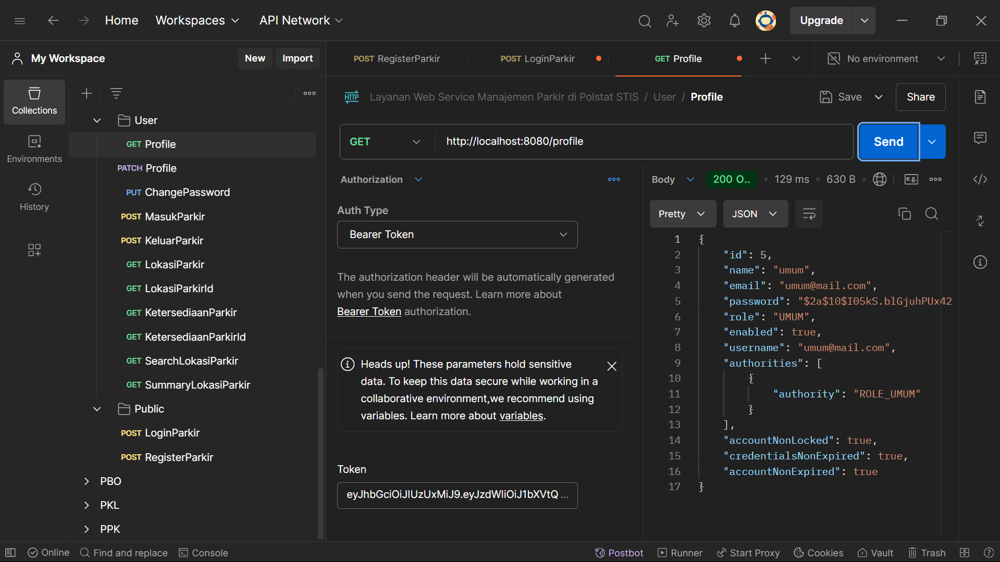 Home
Workspaces
API Network
Upgrade
My Workspace
New
Import
POST RegisterParkir
POST LoginParkir
GET Profile
No environment
Collections
Environments
History
User
GET Profile
PATCH Profile
PUT ChangePassword
POST MasukParkir
POST KeluarParkir
GET LokasiParkir
GET LokasiParkirId
GET KetersediaanParkir
GET KetersediaanParkirId
GET SearchLokasiParkir
GET SummaryLokasiParkir
Public
POST LoginParkir
POST RegisterParkir
PBO
PKL
PPK
HTTP Layanan Web Service Manajemen Parkir di Polstat STIS / User / Profile
Save
Share
GET
http://localhost:8080/profile
Send
Authorization
Auth Type
Bearer Token
The authorization header will be automatically generated
when you send the request. Learn more about
Bearer Token authorization.
Heads up! These parameters hold sensitive
data. To keep this data secure while working in a
collaborative environment,we recommend using
variables. Learn more about variables.
Token
eyJhbGciOiJIUzUxMiJ9.eyJzdWIiOiJ1bXVtQ ...
Body
200 O..
129 ms
630 B
e.g.
Pretty
JSON
1 {
2 "id": 5,
3 "name": "umum",
4 "email": "umum@mail.com",
5 "password": "$2a$10$I05kS.blGjuhPUx42
6 "role": "UMUM",
7 "enabled": true,
8 "username": "umum@mail.com",
9 "authorities": [
10 {
11 "authority": "ROLE_UMUM"
12 }
13 ],
14 "accountNonLocked": true,
15 "credentialsNonExpired": true,
16 "accountNonExpired": true
17 }
Online
Find and replace
Console
Postbot
Runner
Start Proxy
Cookies
Vault
Trash